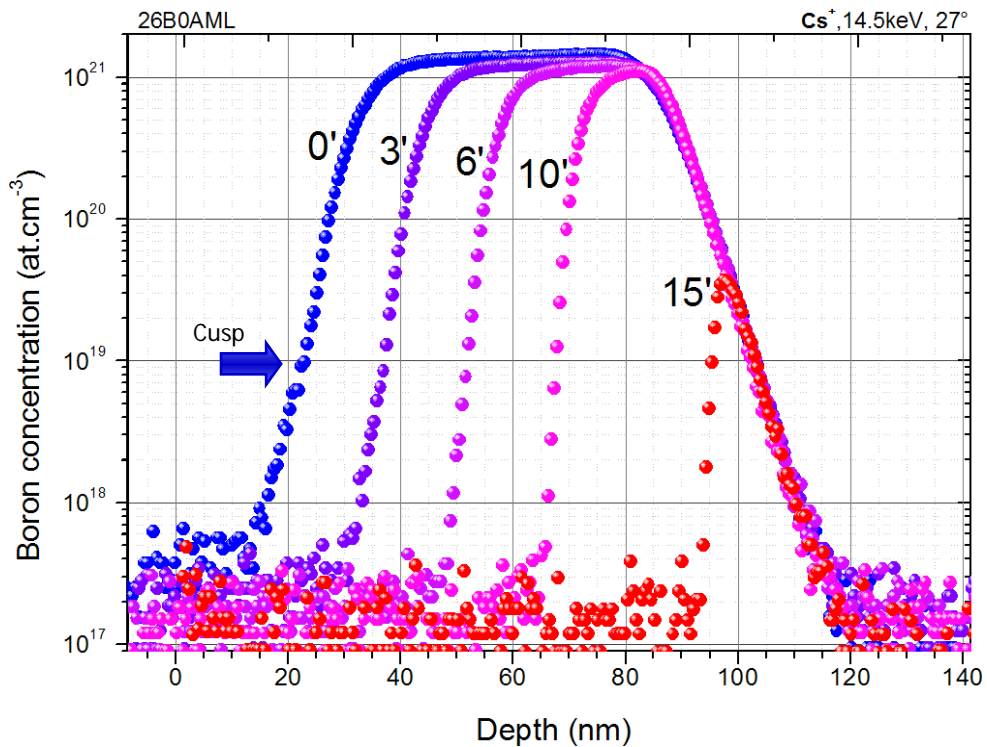 26B0AML
Cs+,14.5keV, 27°
Boron concentration (at.cm-3)
10²¹
10²⁰
10¹⁹
10¹⁸
10¹⁷
0'
3'
6'
10'
15'
Cusp
0 20 40 60 80 100 120 140
Depth (nm)